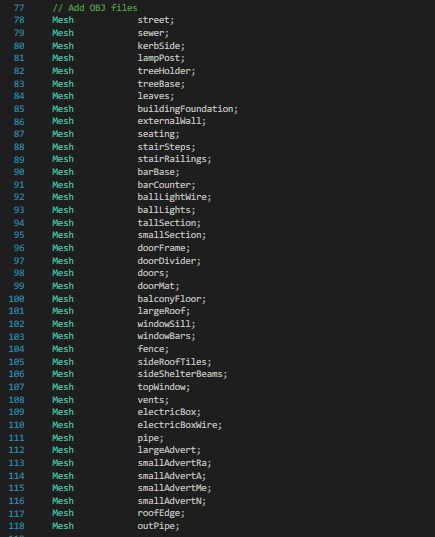 77 // Add OBJ files
78 Mesh street;
79 Mesh sewer;
80 Mesh kerbSide;
81 Mesh lampPost;
82 Mesh treeHolder;
83 Mesh treeBase;
84 Mesh leaves;
85 Mesh buildingFoundation;
86 Mesh externalWall;
87 Mesh seating;
88 Mesh stairSteps;
89 Mesh stairRailings;
90 Mesh barBase;
91 Mesh barCounter;
92 Mesh ballLightWire;
93 Mesh ballLights;
94 Mesh tallSection;
95 Mesh smallSection;
96 Mesh doorFrame;
97 Mesh doorDivider;
98 Mesh doors;
99 Mesh doorMat;
100 Mesh balconyFloor;
101 Mesh largeRoof;
102 Mesh windowSill;
103 Mesh windowBars;
104 Mesh fence;
105 Mesh sideRoofTiles;
106 Mesh sideShelterBeams;
107 Mesh topWindow;
108 Mesh vents;
109 Mesh electricBox;
110 Mesh electricBoxWire;
111 Mesh pipe;
112 Mesh largeAdvert;
113 Mesh smallAdvertRa;
114 Mesh smallAdvertA;
115 Mesh smallAdvertMe;
116 Mesh smallAdvertN;
117 Mesh roofEdge;
118 Mesh outPipe;